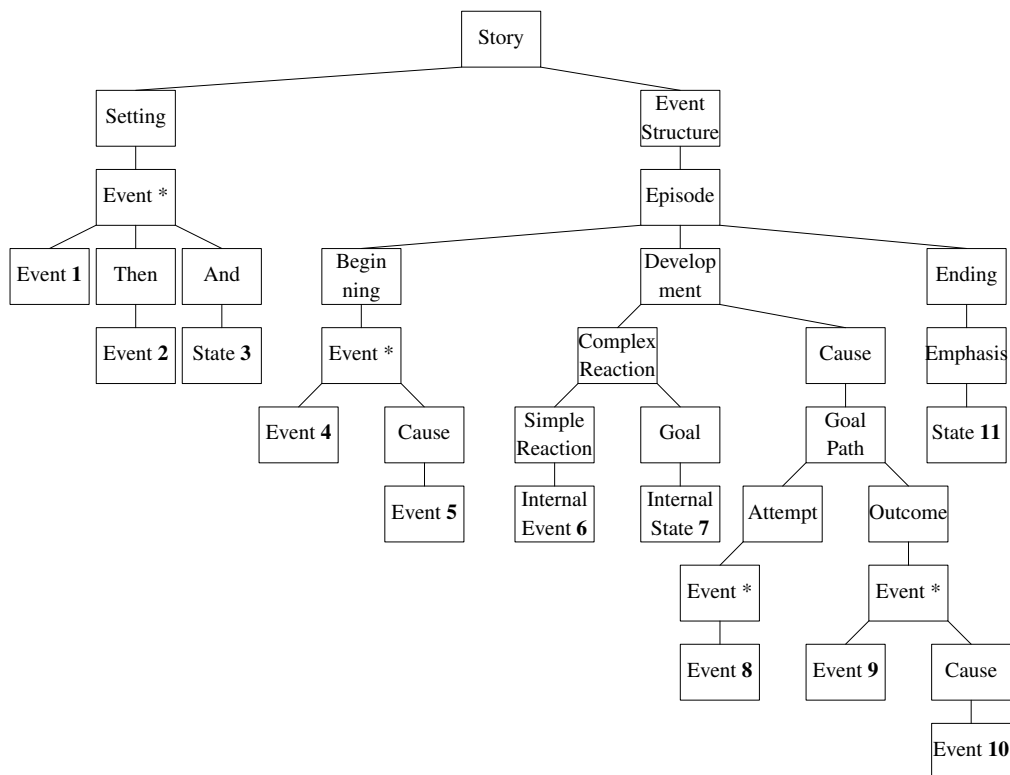 Story
Setting
Event
Structure
Event *
Episode
Event 1
Then
And
Begin
ning
Develop
ment
Ending
Event 2
State 3
Event *
Complex
Reaction
Cause
Emphasis
Event 4
Cause
Simple
Reaction
Goal
Goal
Path
State 11
Event 5
Internal
Event 6
Internal
State 7
Attempt
Outcome
Event *
Event *
Event 8
Event 9
Cause
Event 10